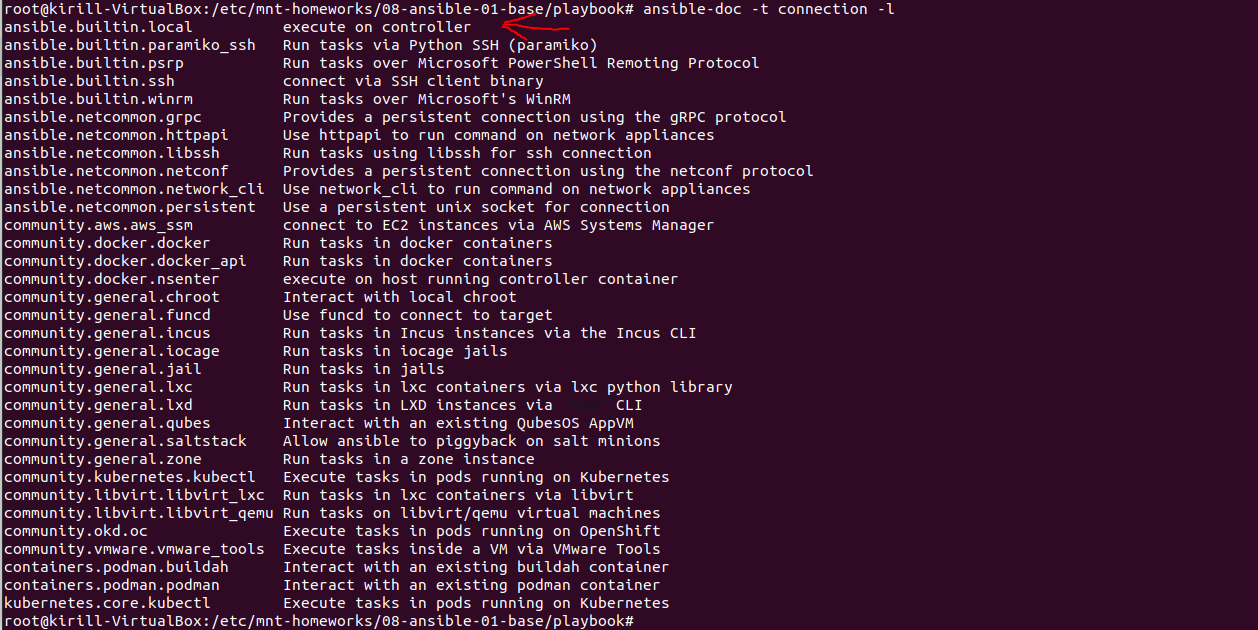 root@kirill-VirtualBox:/etc/mnt-homeworks/08-ansible-01-base/playbook# ansible-doc -t connection -l
ansible.builtin.local          execute on controller
ansible.builtin.paramiko_ssh   Run tasks via Python SSH (paramiko)
ansible.builtin.psrp           Run tasks over Microsoft PowerShell Remoting Protocol
ansible.builtin.ssh            connect via SSH client binary
ansible.builtin.winrm          Run tasks over Microsoft's WinRM
ansible.netcommon.grpc         Provides a persistent connection using the gRPC protocol
ansible.netcommon.httpapi      Use httpapi to run command on network appliances
ansible.netcommon.libssh       Run tasks using libssh for ssh connection
ansible.netcommon.netconf      Provides a persistent connection using the netconf protocol
ansible.netcommon.network_cli  Use network_cli to run command on network appliances
ansible.netcommon.persistent   Use a persistent unix socket for connection
community.aws.aws_ssm          connect to EC2 instances via AWS Systems Manager
community.docker.docker        Run tasks in docker containers
community.docker.docker_api    Run tasks in docker containers
community.docker.nsenter       execute on host running controller container
community.general.chroot       Interact with local chroot
community.general.funcd        Use funcd to connect to target
community.general.incus        Run tasks in Incus instances via the Incus CLI
community.general.iocage       Run tasks in iocage jails
community.general.jail         Run tasks in jails
community.general.lxc          Run tasks in lxc containers via lxc python library
community.general.lxd          Run tasks in LXD instances via       CLI
community.general.qubes        Interact with an existing QubesOS AppVM
community.general.saltstack    Allow ansible to piggyback on salt minions
community.general.zone         Run tasks in a zone instance
community.kubernetes.kubectl   Execute tasks in pods running on Kubernetes
community.libvirt.libvirt_lxc  Run tasks in lxc containers via libvirt
community.libvirt.libvirt_qemu Run tasks on libvirt/qemu virtual machines
community.okd.oc               Execute tasks in pods running on OpenShift
community.vmware.vmware_tools  Execute tasks inside a VM via VMware Tools
containers.podman.buildah      Interact with an existing buildah container
containers.podman.podman       Interact with an existing podman container
kubernetes.core.kubectl        Execute tasks in pods running on Kubernetes
root@kirill-VirtualBox:/etc/mnt-homeworks/08-ansible-01-base/playbook#